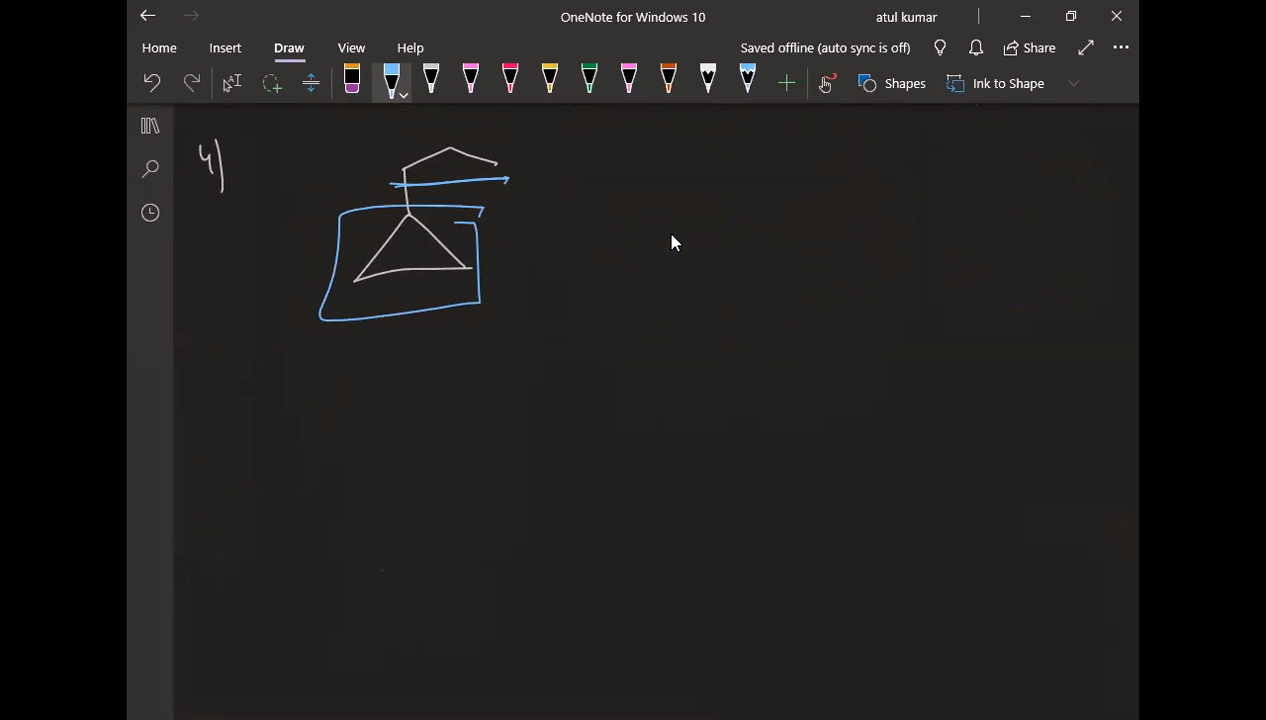 OneNote for Windows 10
atul kumar
Home Insert Draw View Help
Saved offline (auto sync is off)
Share
Shapes
Ink to Shape
4)